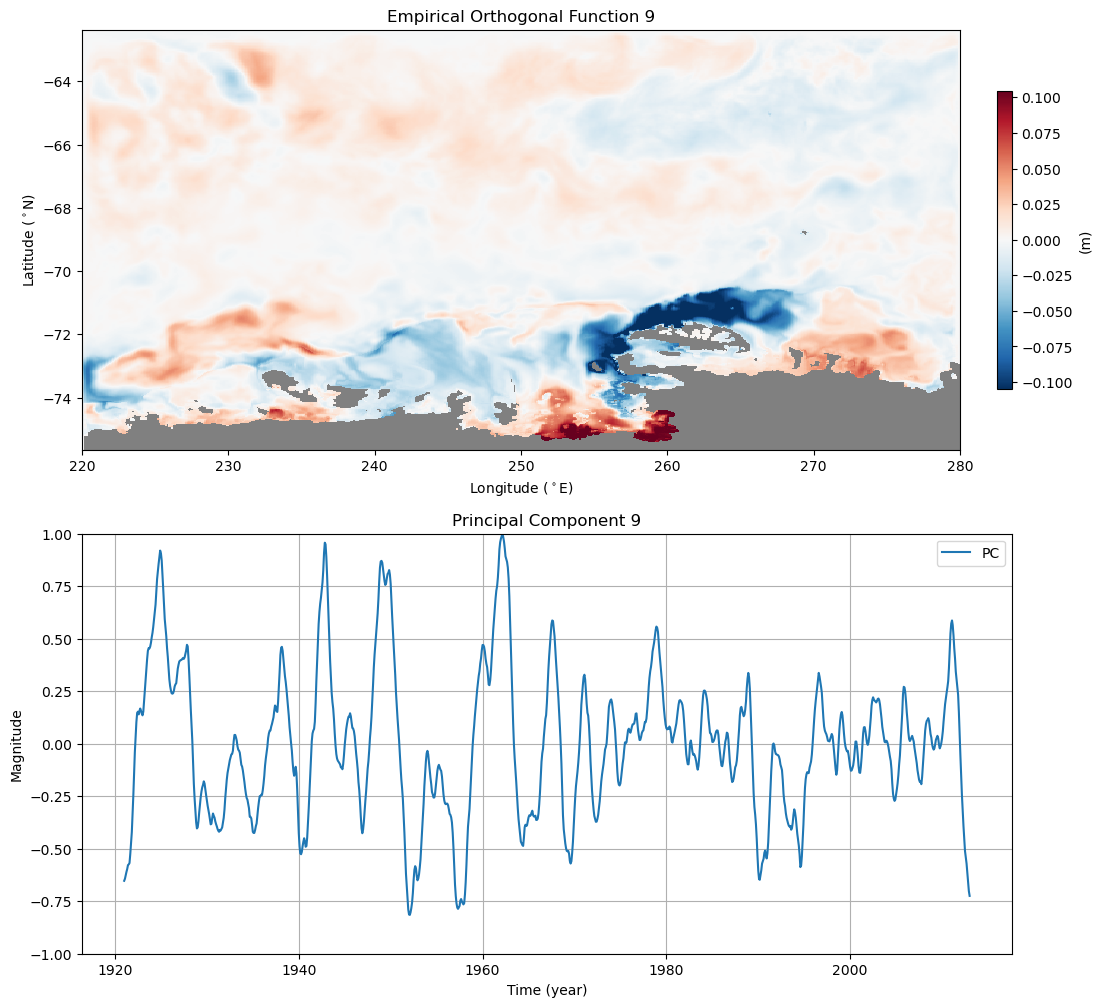 Empirical Orthogonal Function 9
−64
−66
−68
−70
−72
−74
Latitude (°N)
220 230 240 250 260 270 280
Longitude (°E)
0.100
0.075
0.050
0.025
0.000
−0.025
−0.050
−0.075
−0.100
(m)
Principal Component 9
PC
1.00
0.75
0.50
0.25
0.00
−0.25
−0.50
−0.75
−1.00
Magnitude
1920 1940 1960 1980 2000
Time (year)